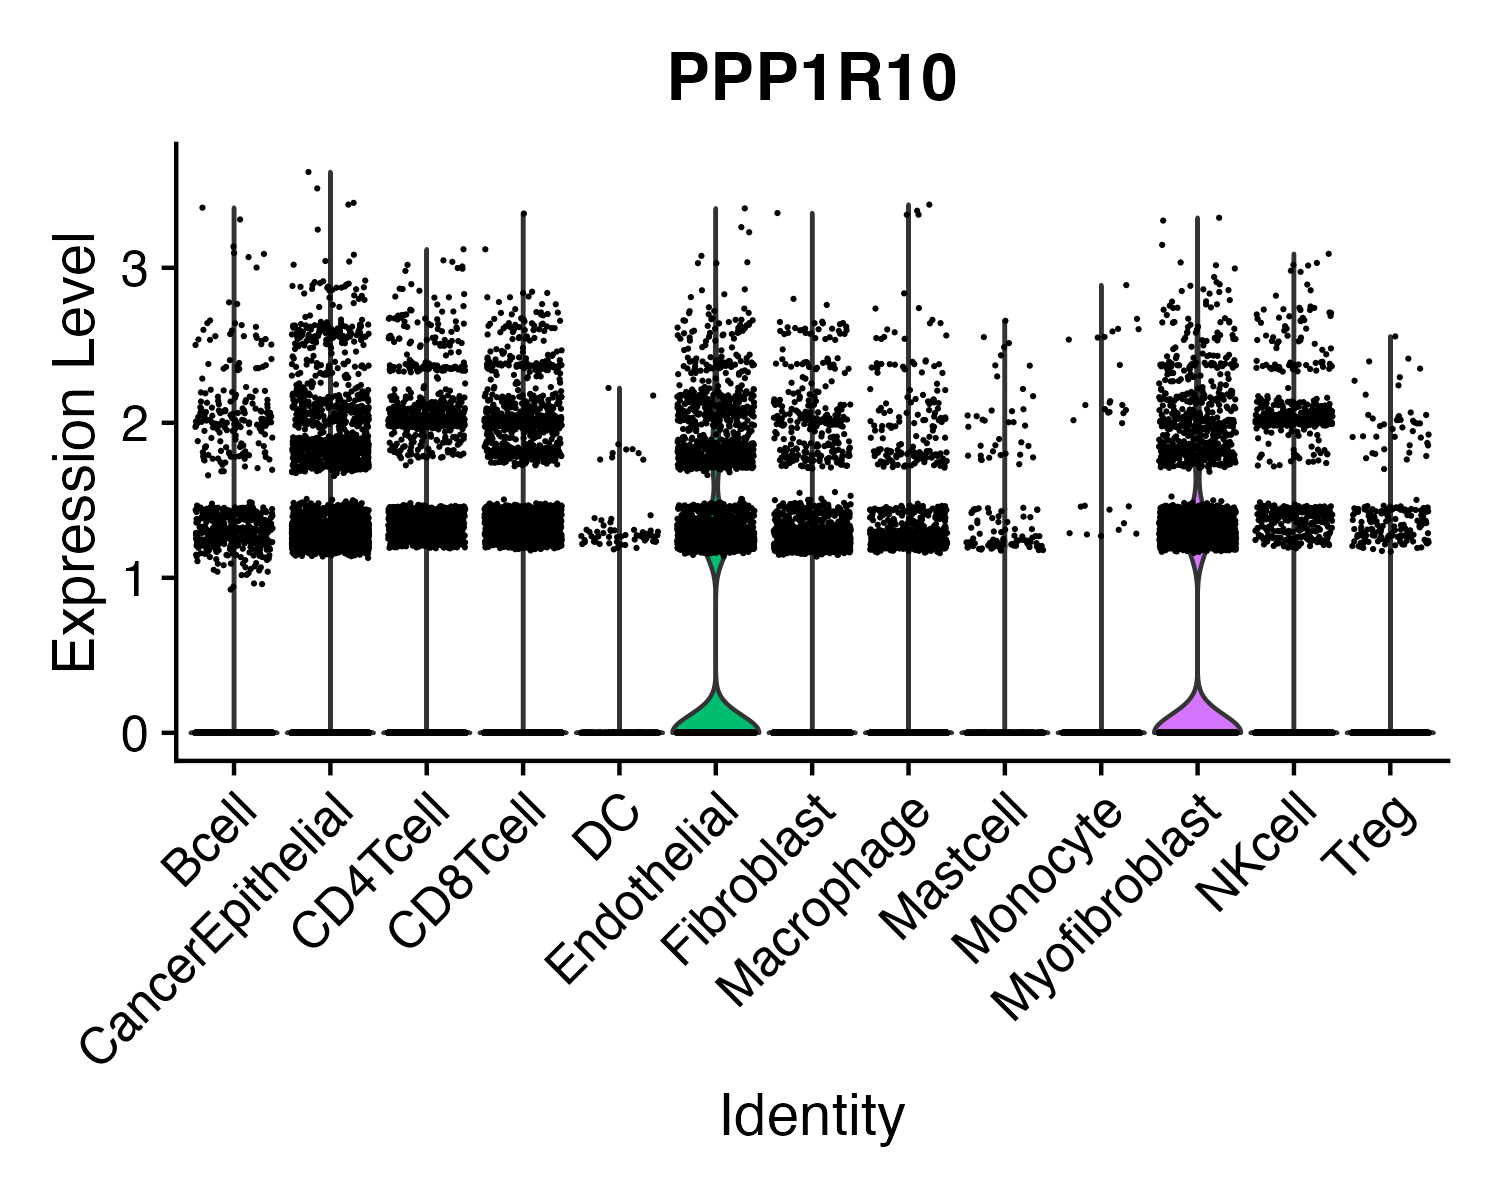 PPP1R10
Expression Level
3
2
1
0
Bcell
CancerEpithelial
CD4Tcell
CD8Tcell
DC
Endothelial
Fibroblast
Macrophage
Mastcell
Monocyte
Myofibroblast
NKcell
Treg
Identity